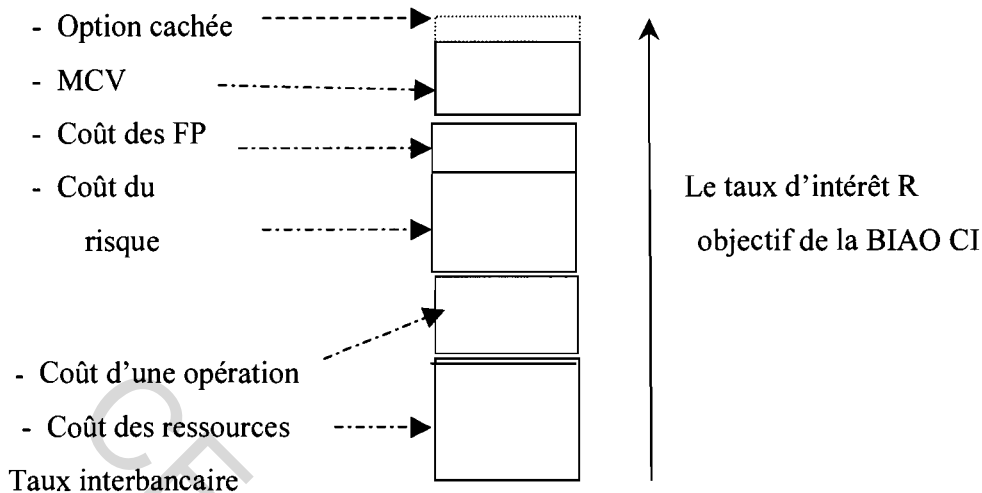 - Option cachée
- MCV
- Coût des FP
- Coût du
risque
Le taux d'intérêt R
objectif de la BIAO CI
- Coût d'une opération
- Coût des ressources
Taux interbancaire